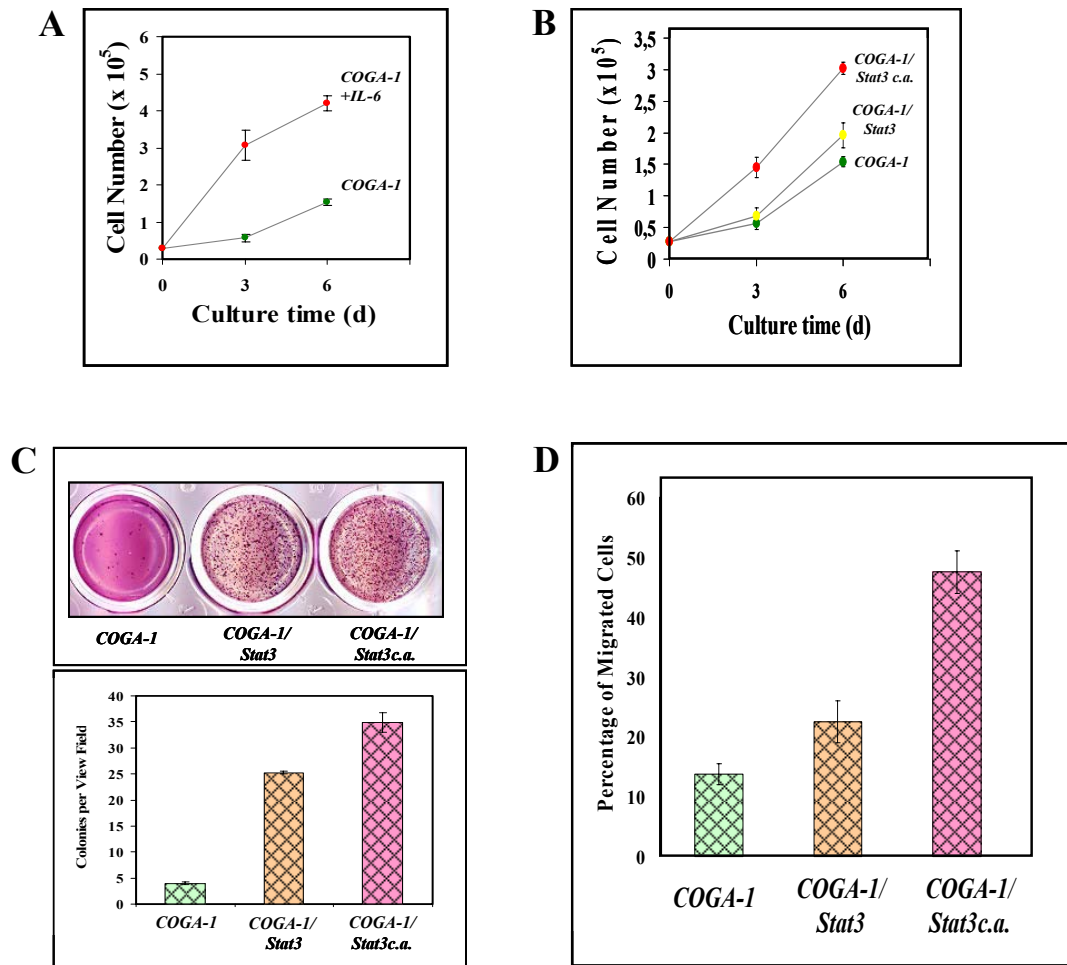 A
Cell Number (x 10⁵)
6
5
4
3
2
1
0
COGA-1
+IL-6
COGA-1
0 3 6
Culture time (d)
B
Cell Number (x10⁵)
3,5
3
2,5
2
1,5
1
0,5
0
COGA-1/
Stat3 c.a.
COGA-1/
Stat3
COGA-1
0 3 6
Culture time (d)
C
COGA-1 COGA-1/ COGA-1/
Stat3 Stat3c.a.
Colonies per View Field
40
35
30
25
20
15
10
5
0
COGA-1 COGA-1/ COGA-1/
Stat3 Stat3c.a.
D
Percentage of Migrated Cells
60
50
40
30
20
10
0
COGA-1 COGA-1/ COGA-1/
Stat3 Stat3c.a.